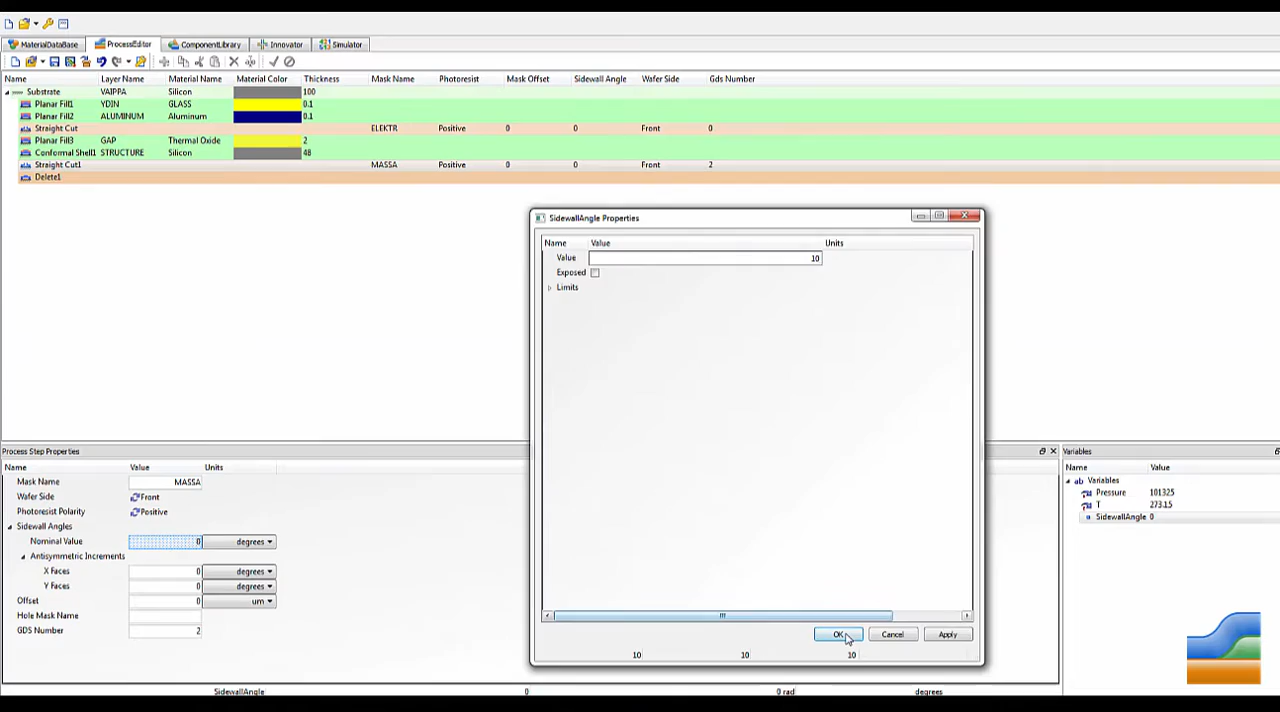 MaterialDataBase ProcessEditor ComponentLibrary Innovator Simulator
Name Layer Name Material Name Material Color Thickness Mask Name Photoresist Mask Offset Sidewall Angle Wafer Side Gds Number
Substrate VAIPPA Silicon 100
Planar Fill1 YDIN GLASS 0.1
Planar Fill2 ALUMINUM Aluminum 0.1
Straight Cut ELEKTR Positive 0 0 Front 0
Planar Fill3 GAP Thermal Oxide 2
Conformal Shell1 STRUCTURE Silicon 48
Straight Cut1 MASSA Positive 0 0 Front 2
Delete1
SidewallAngle Properties
Name Value Units
Value 10
Exposed
Limits
OK Cancel Apply
10 10 10
Process Step Properties
Name Value Units
Mask Name MASSA
Wafer Side Front
Photoresist Polarity Positive
Sidewall Angles
Nominal Value 0 degrees
Antisymmetric Increments
X Faces 0 degrees
Y Faces 0 degrees
Offset 0 um
Hole Mask Name
GDS Number 2
Variables
Name Value
ab Variables
Pressure 101325
T 273.15
SidewallAngle 0
SidewallAngle 0 0 rad degrees